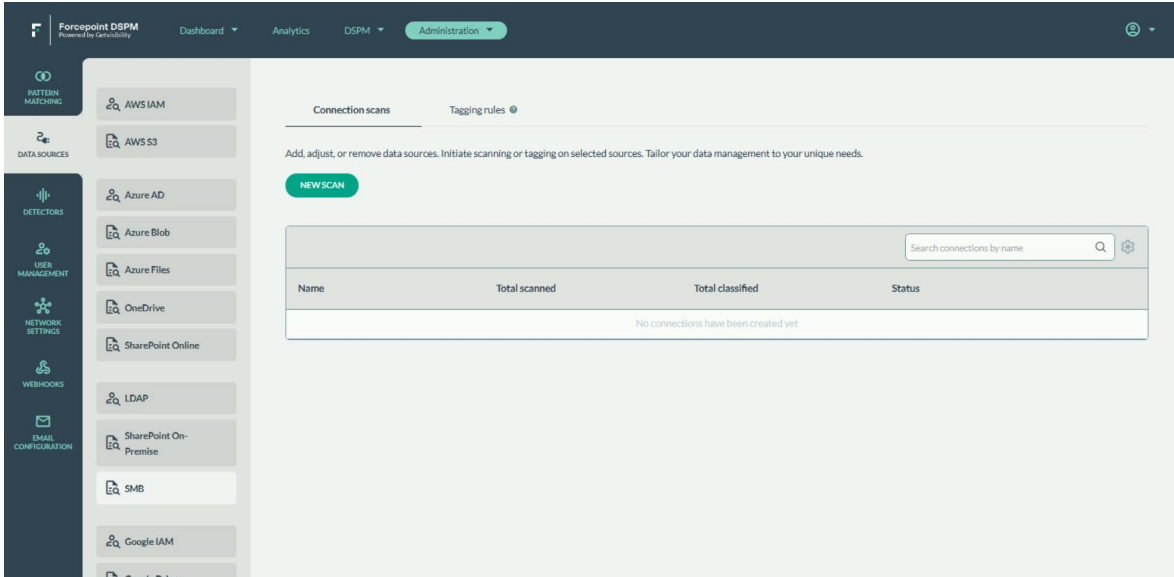 Forcepoint DSPM
Powered by Getvisibility
Dashboard
Analytics
DSPM
Administration
PATTERN
MATCHING
DATA SOURCES
DETECTORS
USER
MANAGEMENT
NETWORK
SETTINGS
WEBHOOKS
EMAIL
CONFIGURATION
AWS IAM
AWS S3
Azure AD
Azure Blob
Azure Files
OneDrive
SharePoint Online
LDAP
SharePoint On-
Premise
SMB
Google IAM
Connection scans
Tagging rules
Add, adjust, or remove data sources. Initiate scanning or tagging on selected sources. Tailor your data management to your unique needs.
NEW SCAN
Search connections by name
Name Total scanned Total classified Status
No connections have been created yet